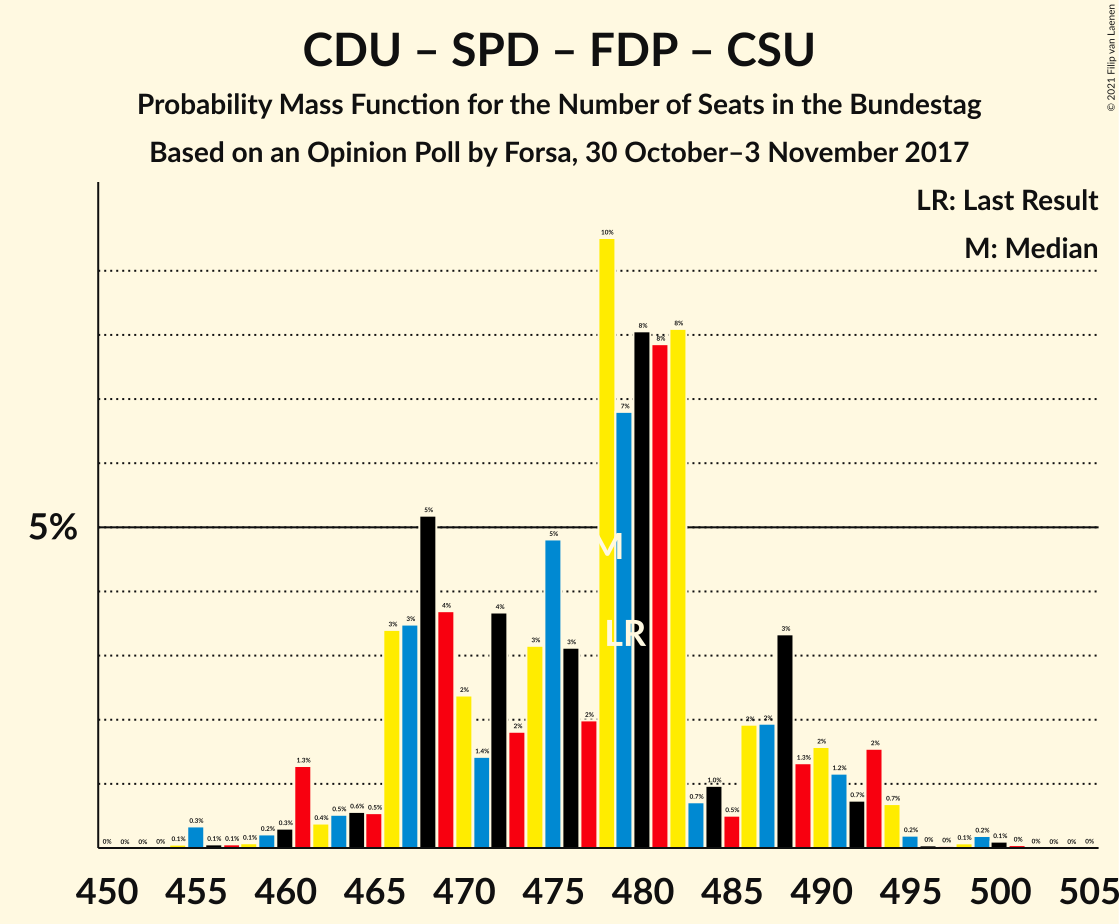 CDU – SPD – FDP – CSU
Probability Mass Function for the Number of Seats in the Bundestag
Based on an Opinion Poll by Forsa, 30 October–3 November 2017
© 2021 Filip van Laenen
LR: Last Result
M: Median
5%
0% 0% 0% 0% 0.1% 0.3% 0.1% 0.1% 0.1% 0.2% 0.3% 1.3% 0.4% 0.5% 0.6% 0.5% 3% 3% 5% 4% 2% 1.4% 4% 2% 3% 5% 3% 2% 10% 7% 8% 8% 8% 0.7% 1.0% 0.5% 2% 2% 3% 1.3% 2% 1.2% 0.7% 2% 0.7% 0.2% 0% 0% 0.1% 0.2% 0.1% 0% 0% 0% 0% 0%
M
LR
450 455 460 465 470 475 480 485 490 495 500 505